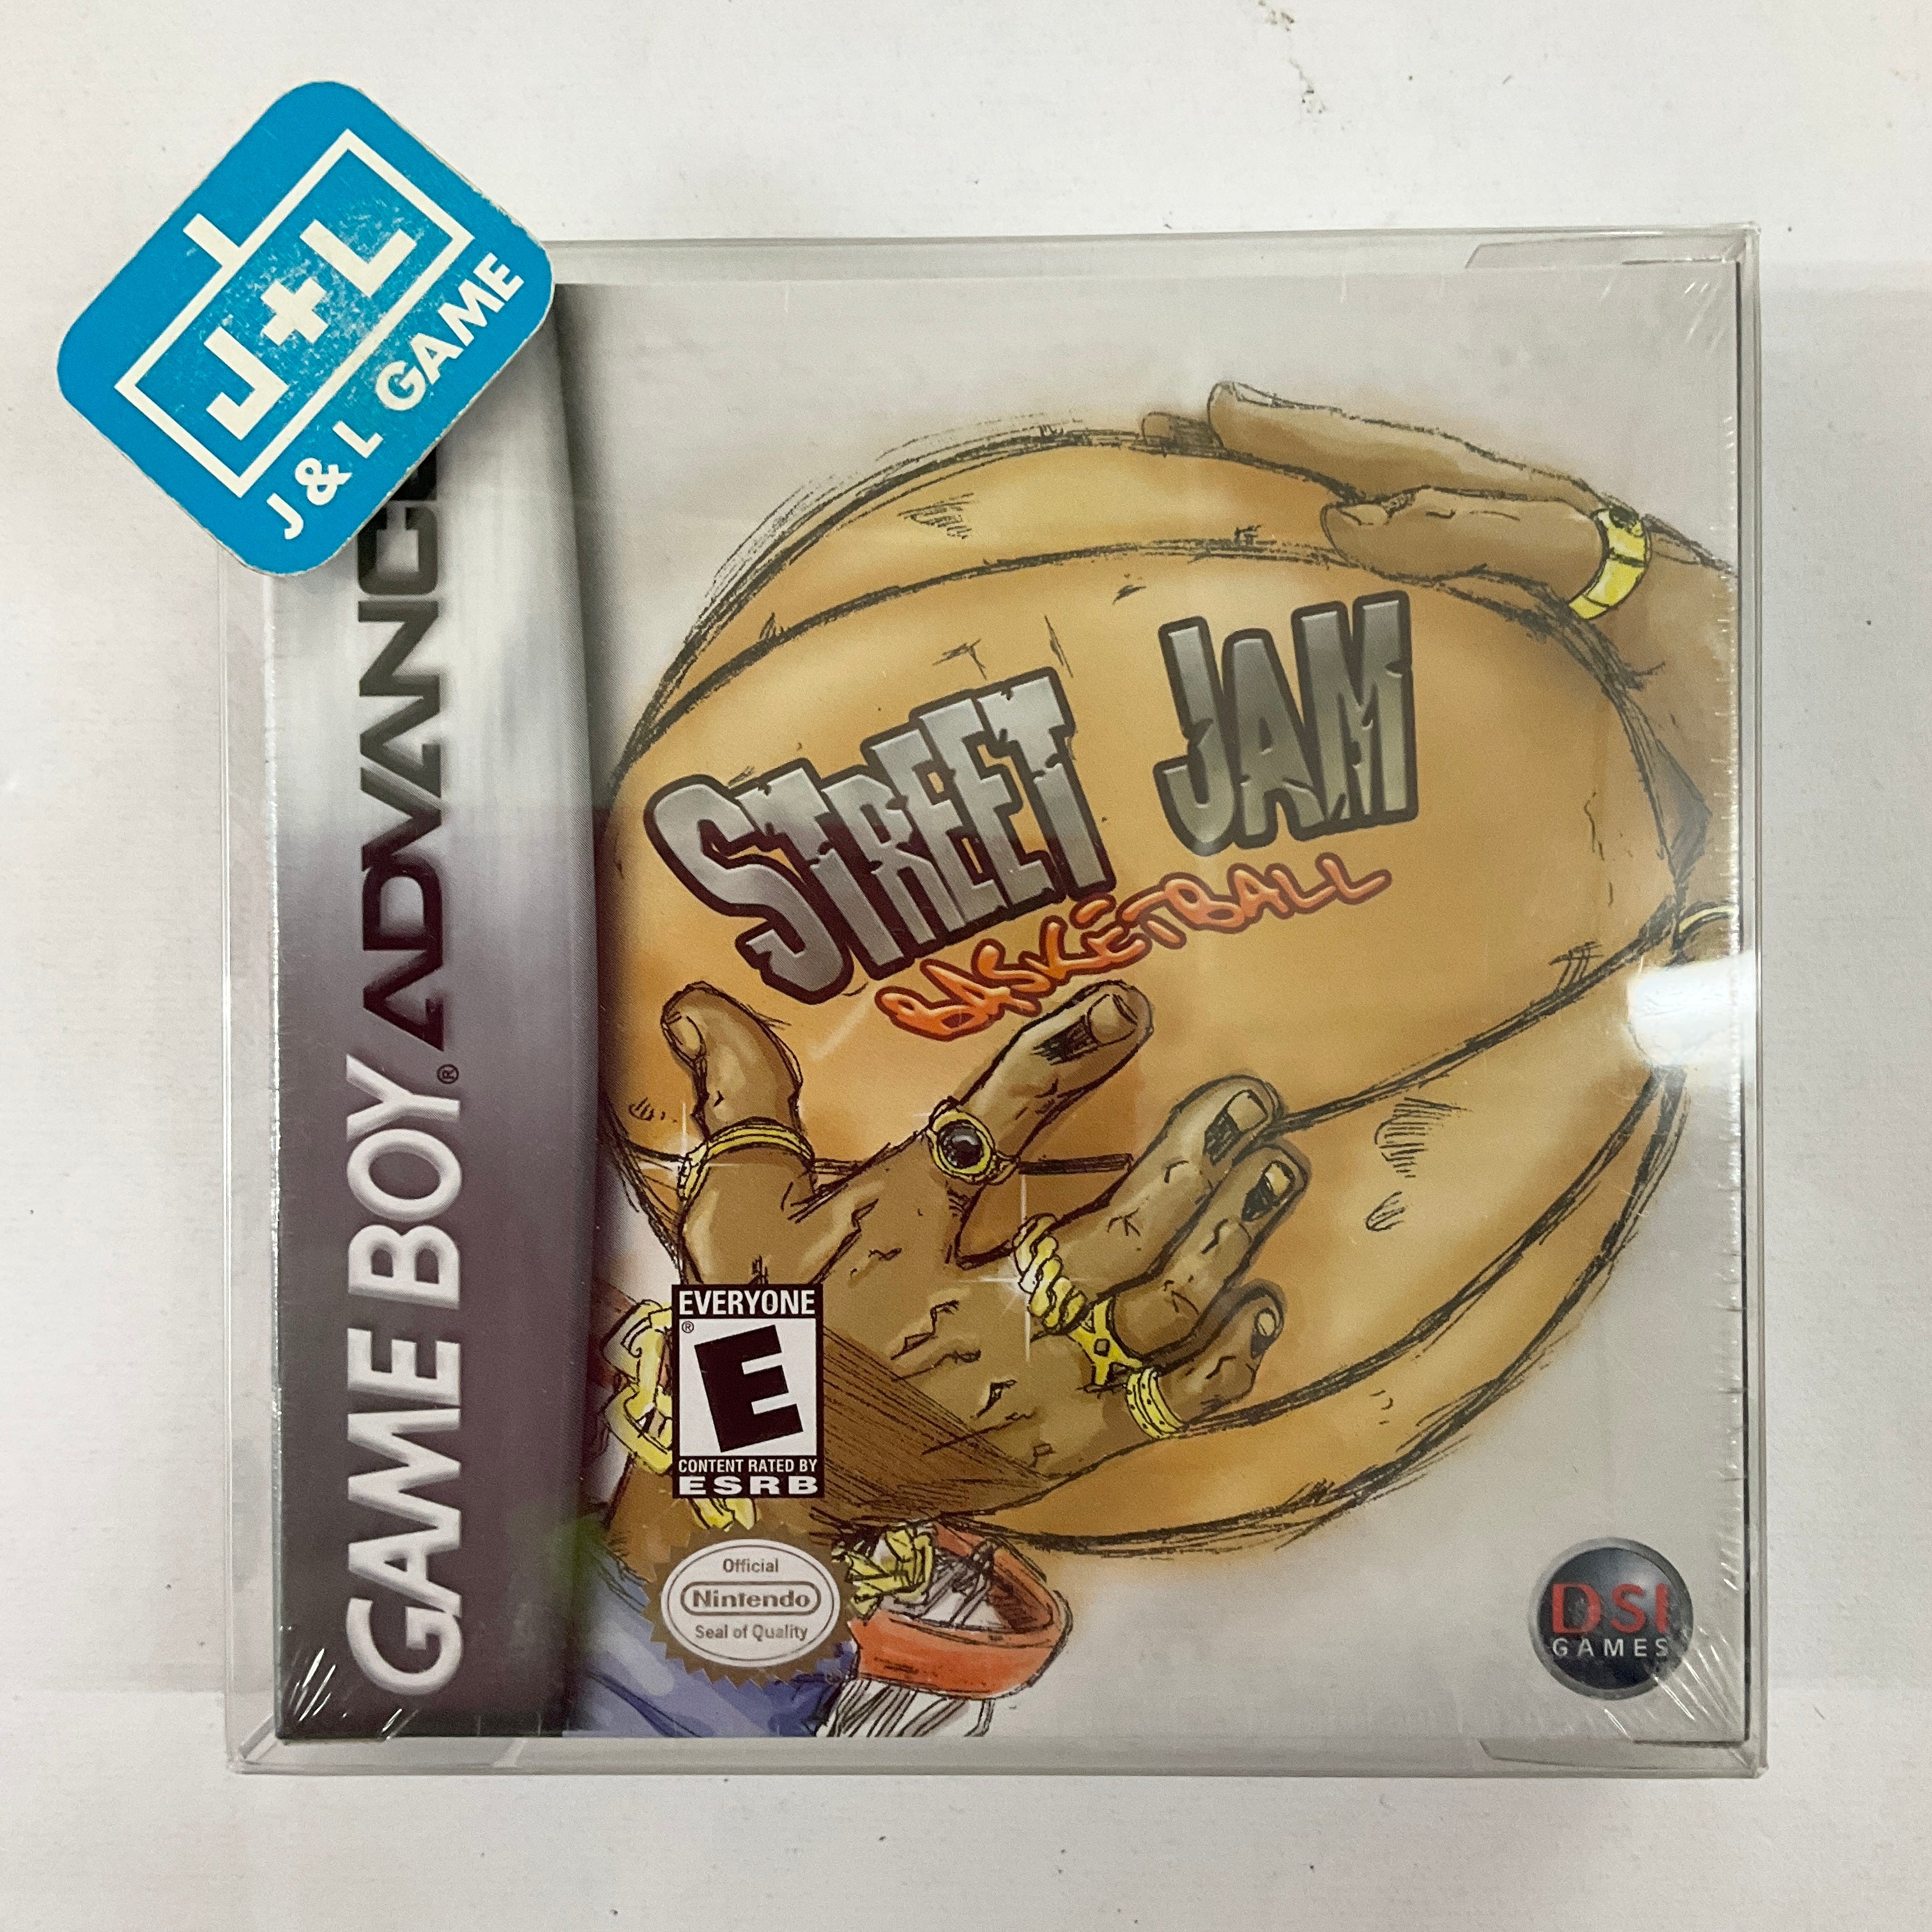 J+L
J & L GAME
GAME BOY ADVANCE
®
STREET JAM
BASKETBALL
EVERYONE
E
®
CONTENT RATED BY
ESRB
Official
Nintendo
Seal of Quality
DSI
GAMES